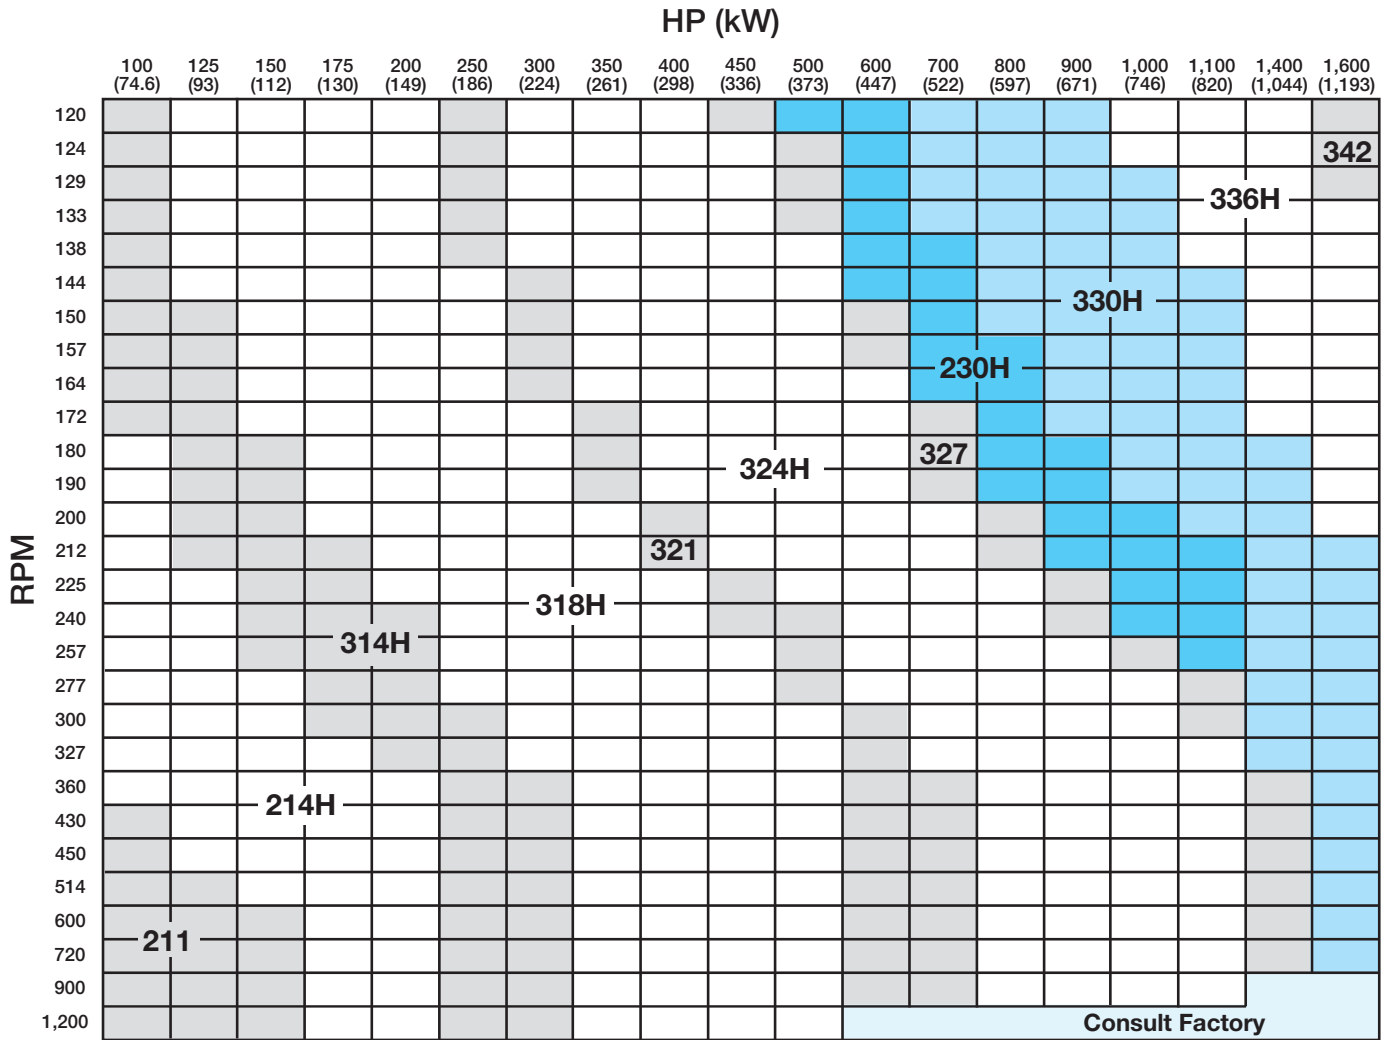 HP (kW)
100 125 150 175 200 250 300 350 400 450 500 600 700 800 900 1,000 1,100 1,400 1,600
(74.6) (93) (112) (130) (149) (186) (224) (261) (298) (336) (373) (447) (522) (597) (671) (746) (820) (1,044) (1,193)
RPM
120
124
342
129
133
336H
138
144
150
330H
157
164
230H
172
180
327
190
324H
200
212
321
225
240
318H
257
314H
277
300
327
360
430
214H
450
514
600
720
211
900
1,200
Consult Factory